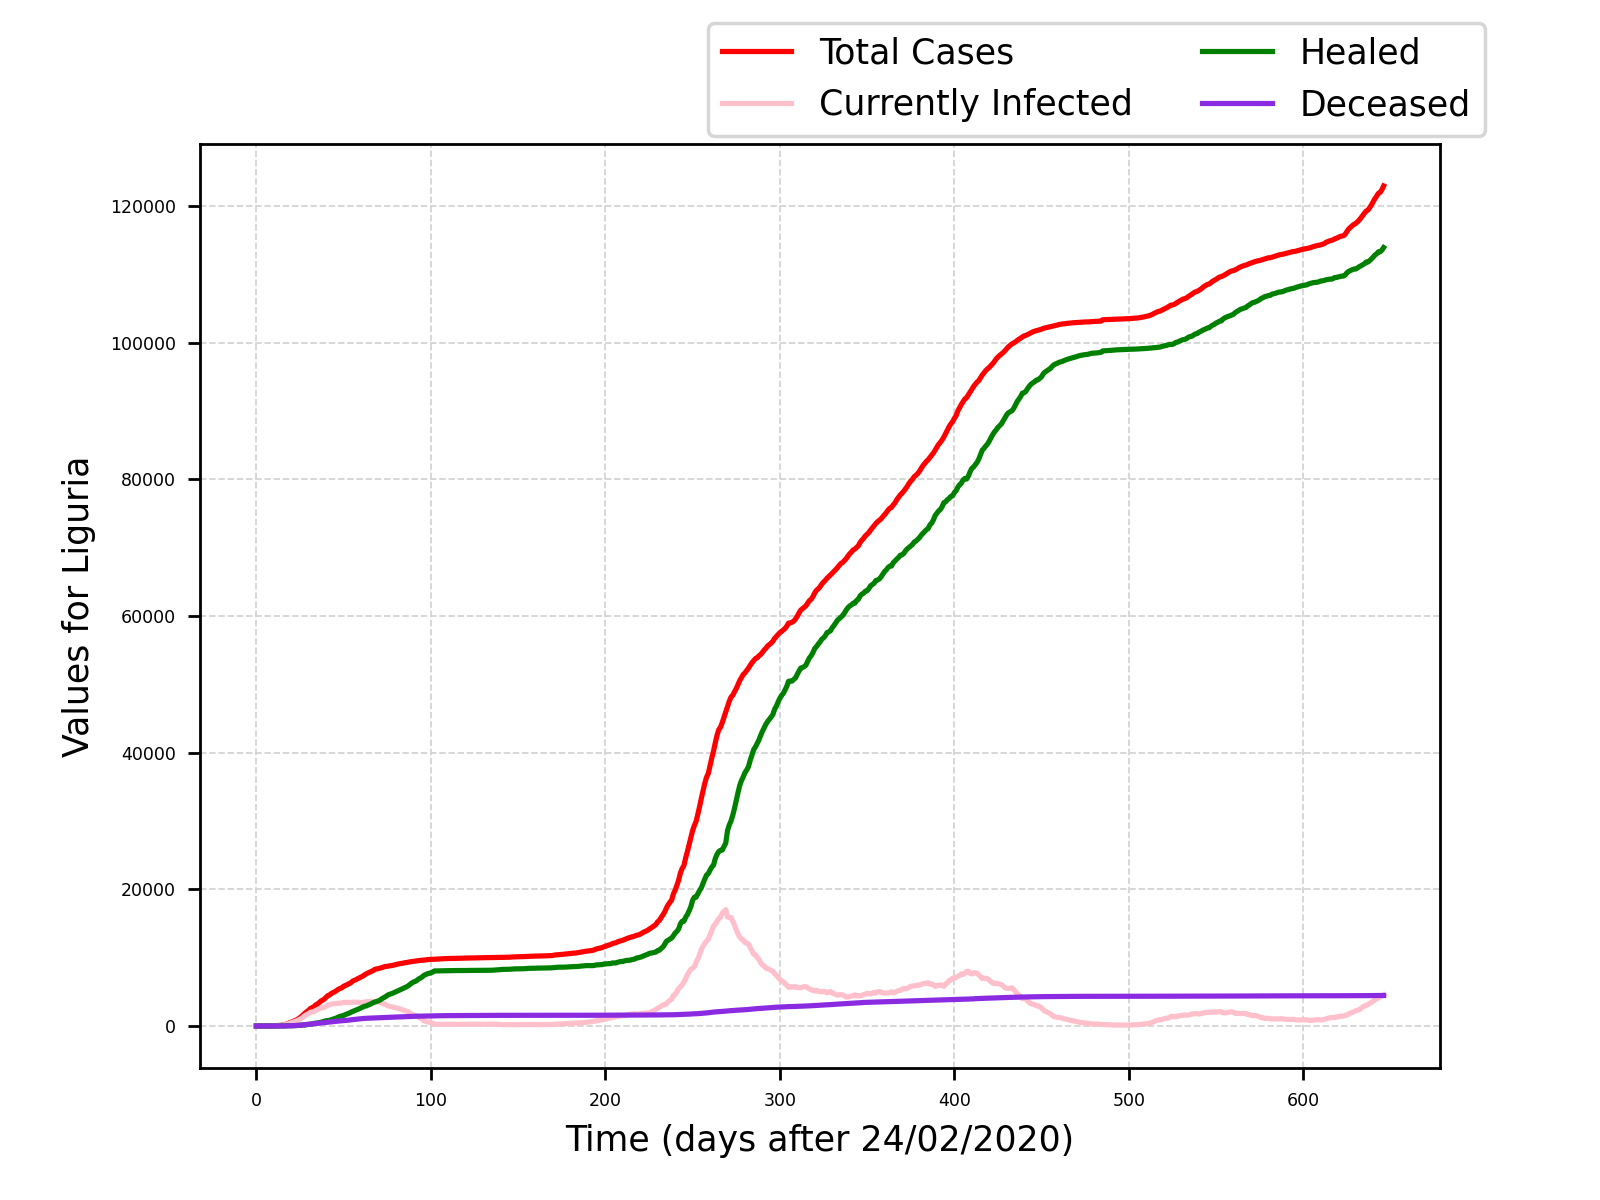 Total Cases
Currently Infected
Healed
Deceased
Values for Liguria
120000
100000
80000
60000
40000
20000
0
0 100 200 300 400 500 600
Time (days after 24/02/2020)